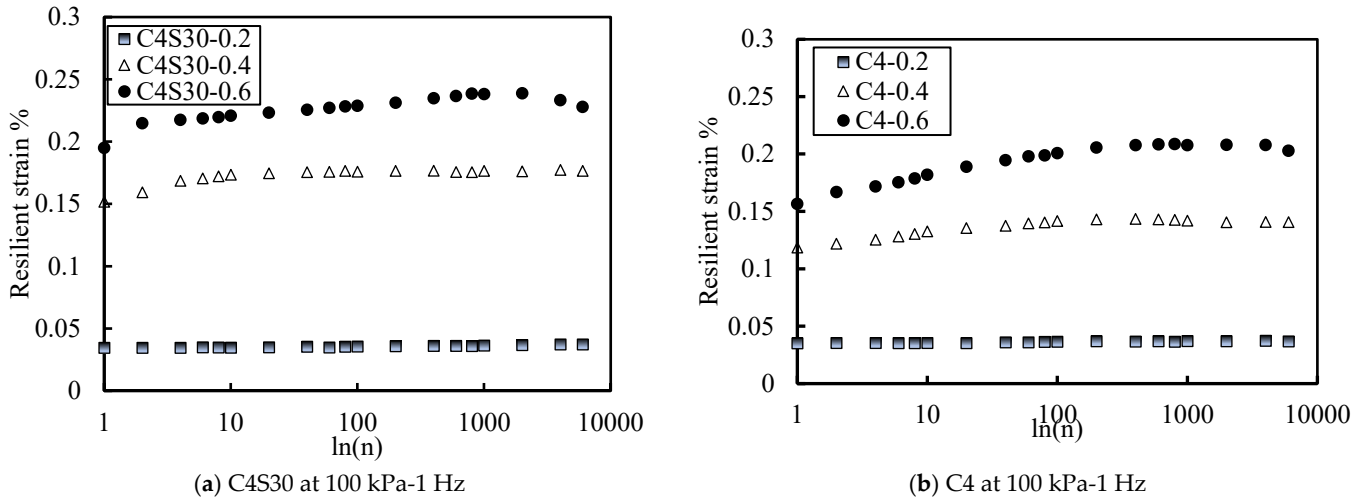 0.3
0.25
0.2
0.15
0.1
0.05
0
Resilient strain %
C4S30-0.2
C4S30-0.4
C4S30-0.6
1
10
100
1000
10000
ln(n)
(a) C4S30 at 100 kPa-1 Hz
0.3
0.25
0.2
0.15
0.1
0.05
0
Resilient strain %
C4-0.2
C4-0.4
C4-0.6
1
10
100
1000
10000
ln(n)
(b) C4 at 100 kPa-1 Hz